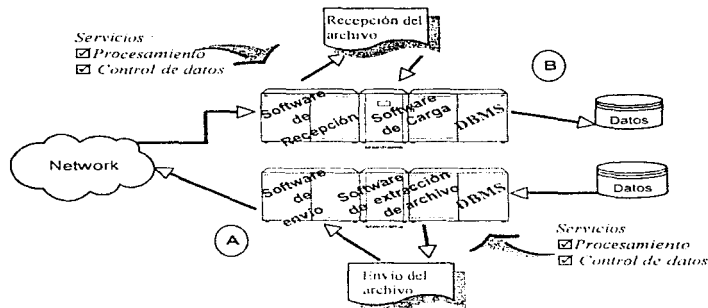 Recepción del
archivo
Servicios
Procesamiento
Control de datos
B
Software
de
Recepción
Software
de Carga
DBMS
Datos
Network
Software
de
envío
Software
de extracción
de archivo
DBMS
Datos
A
Servicios
Procesamiento
Control de datos
Envío del
archivo